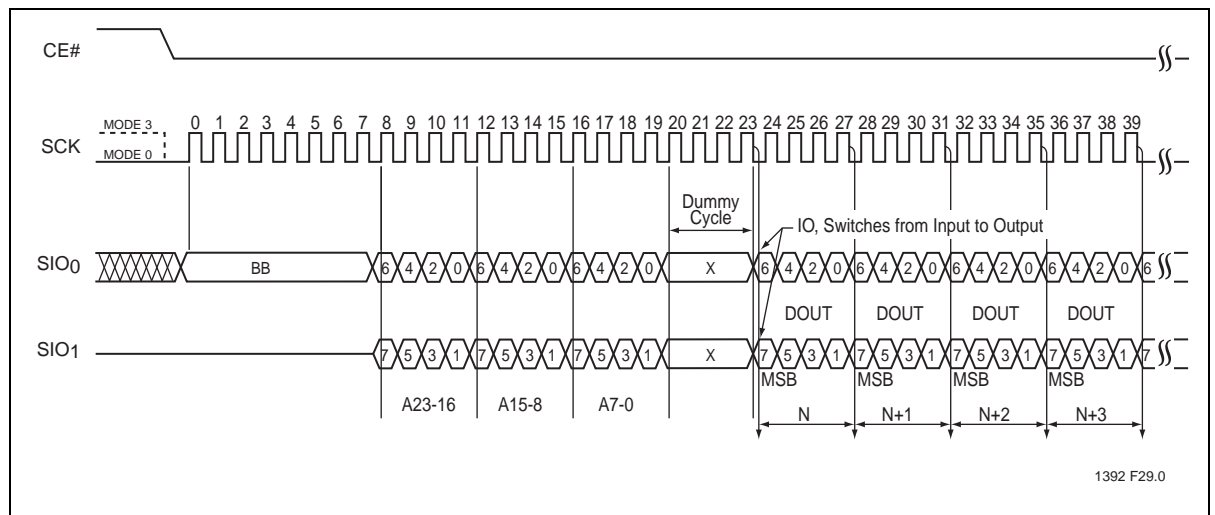 CE#
MODE 3
0 1 2 3 4 5 6 7 8 9 10 11 12 13 14 15 16 17 18 19 20 21 22 23 24 25 26 27 28 29 30 31 32 33 34 35 36 37 38 39
SCK
MODE 0
Dummy
Cycle
IO, Switches from Input to Output
SIO0
BB 6 4 2 0 6 4 2 0 6 4 2 0 X 6 4 2 0 6 4 2 0 6 4 2 0 6 4 2 0 6
DOUT DOUT DOUT DOUT
SIO1
7 5 3 1 7 5 3 1 7 5 3 1 X 7 5 3 1 7 5 3 1 7 5 3 1 7 5 3 1 7
MSB MSB MSB MSB
A23-16 A15-8 A7-0
N N+1 N+2 N+3
1392 F29.0